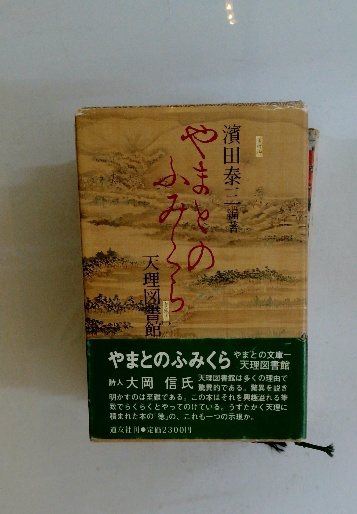 濱田泰三編著
やまとのふみくら
天理図書館
やまとのふみくら やまとの文庫―天理図書館
詩人 大岡 信氏 天理図書館は多くの理由で
驚異的である。驚異を説き
明かすのは至難である。この本はそれを興趣溢れる筆
致でらくらくとやってのけている。うずたかく天理に
積まれた本の「徳」の、これも一つの示現か。
道友社刊●定価2300円